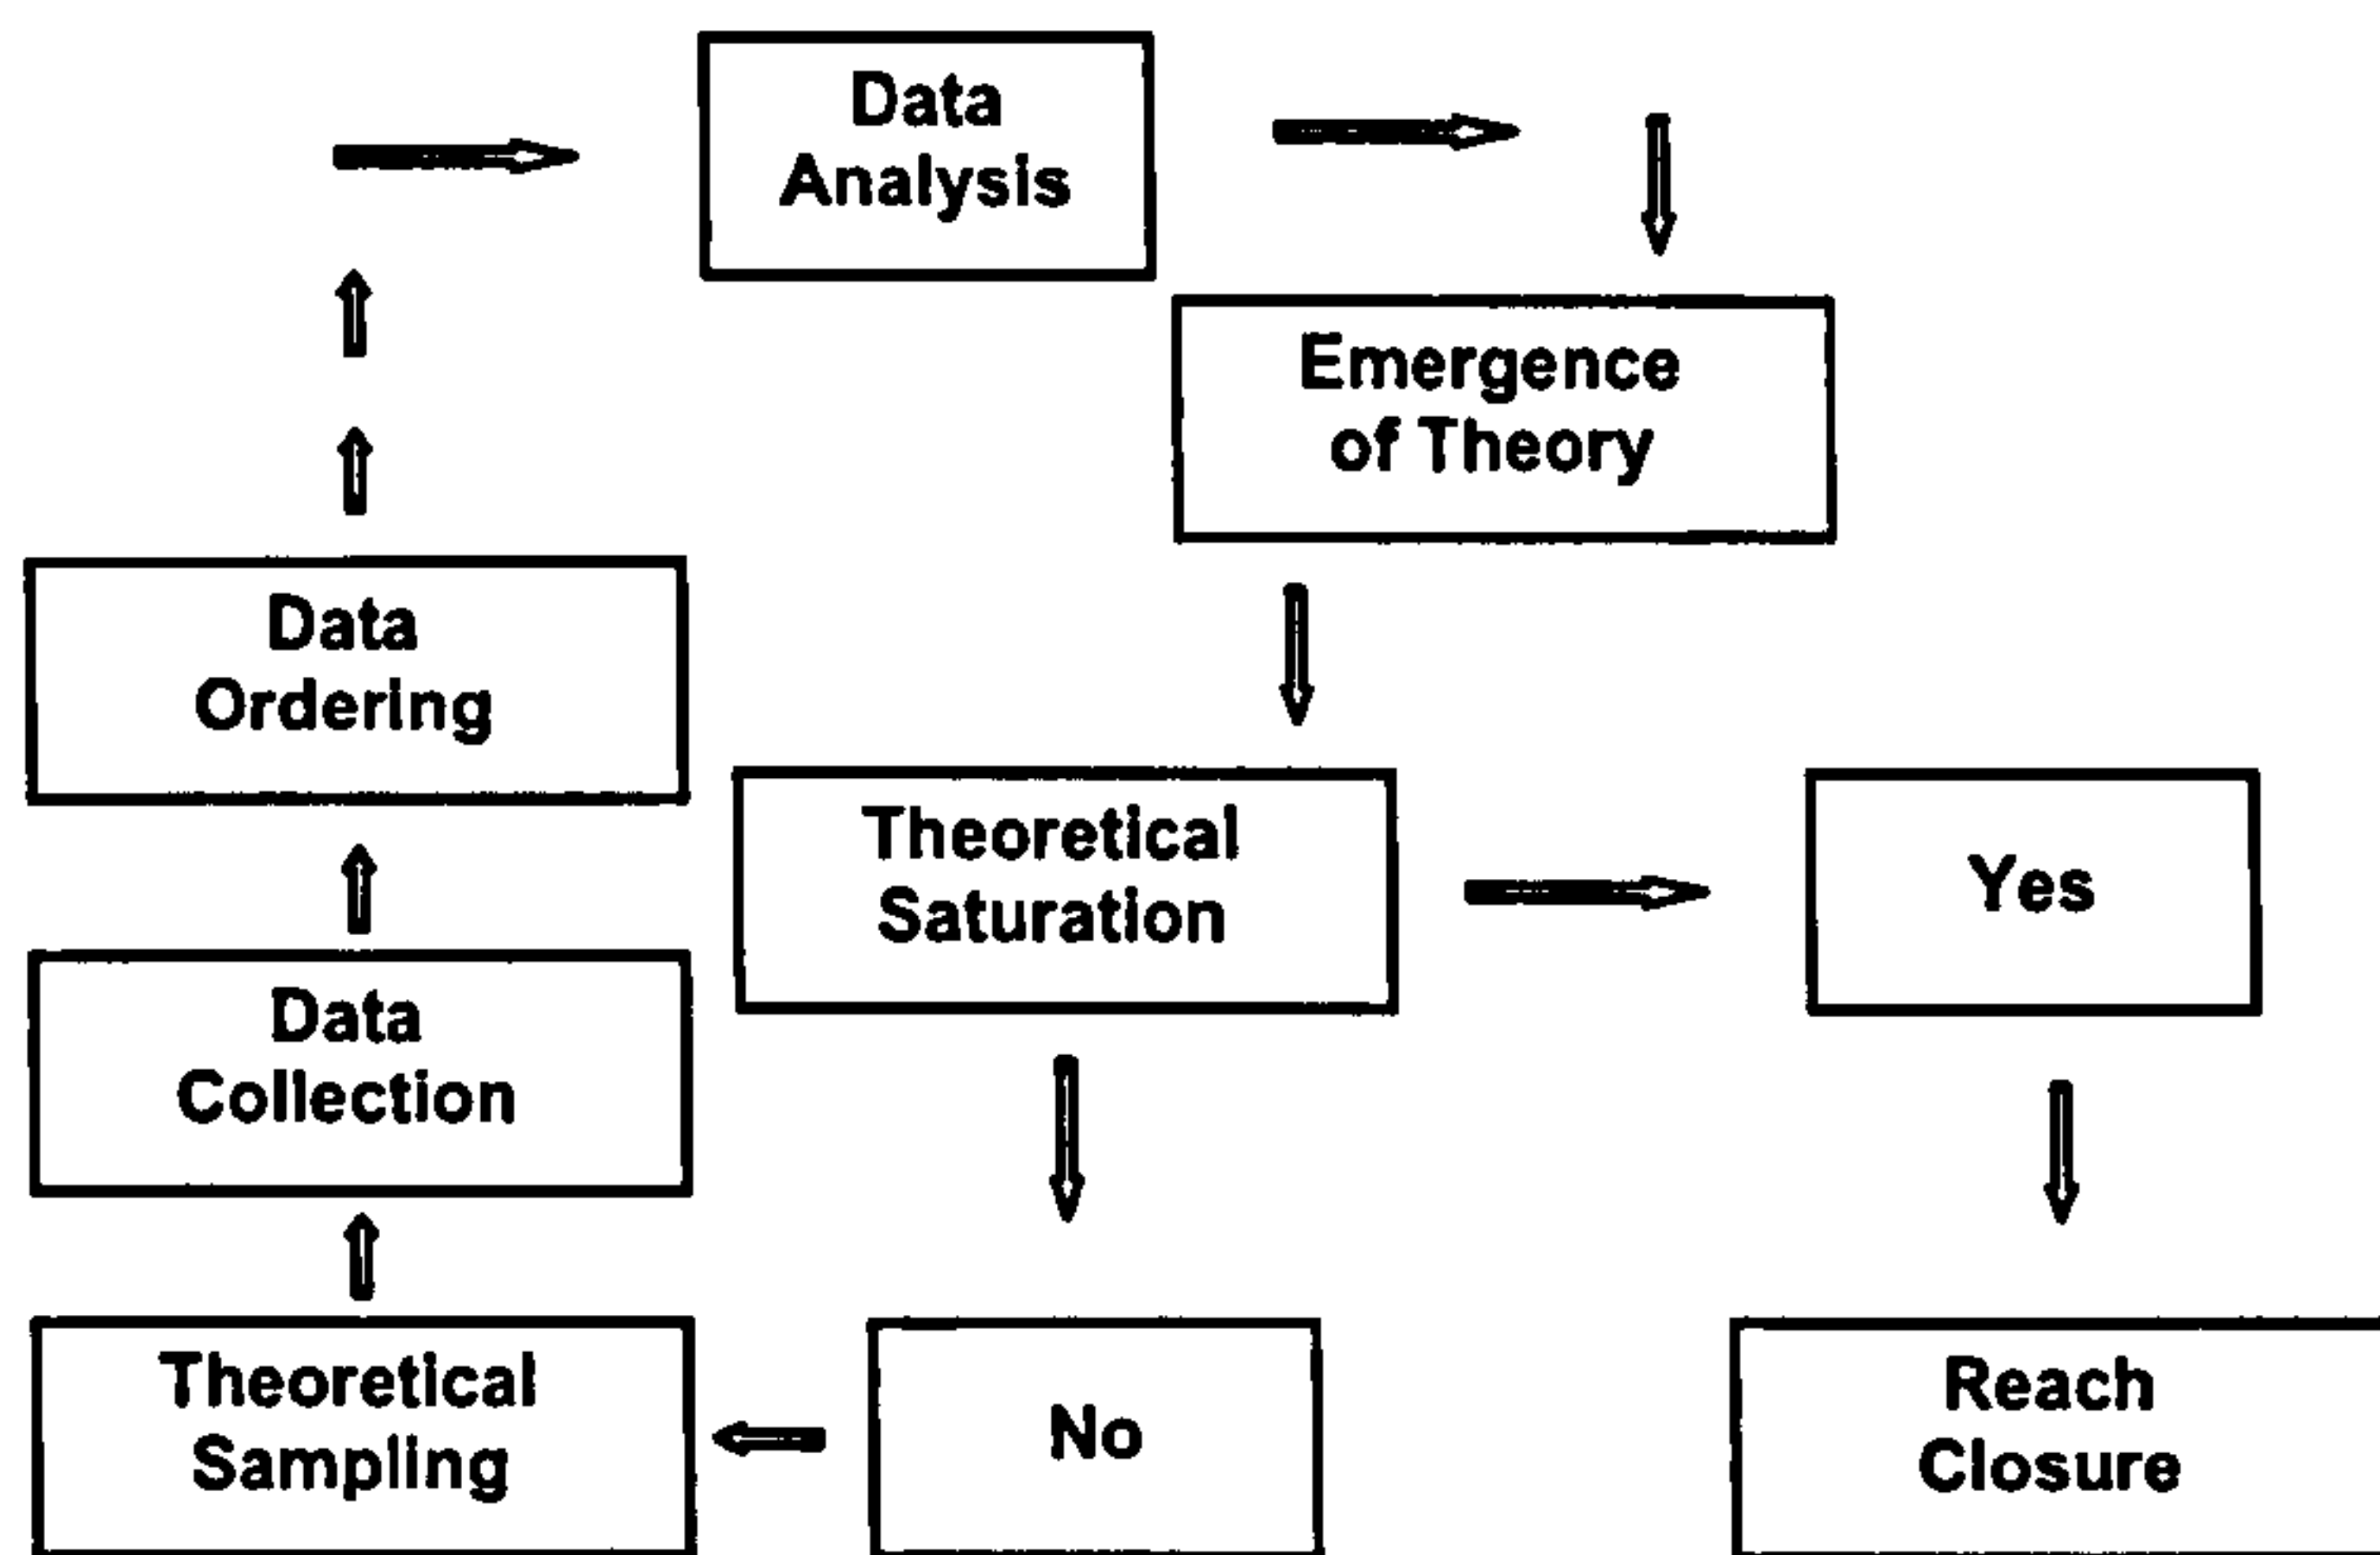 Data
Analysis
Emergence
of Theory
Data
Ordering
Theoretical
Saturation
Yes
Data
Collection
Theoretical
Sampling
No
Reach
Closure